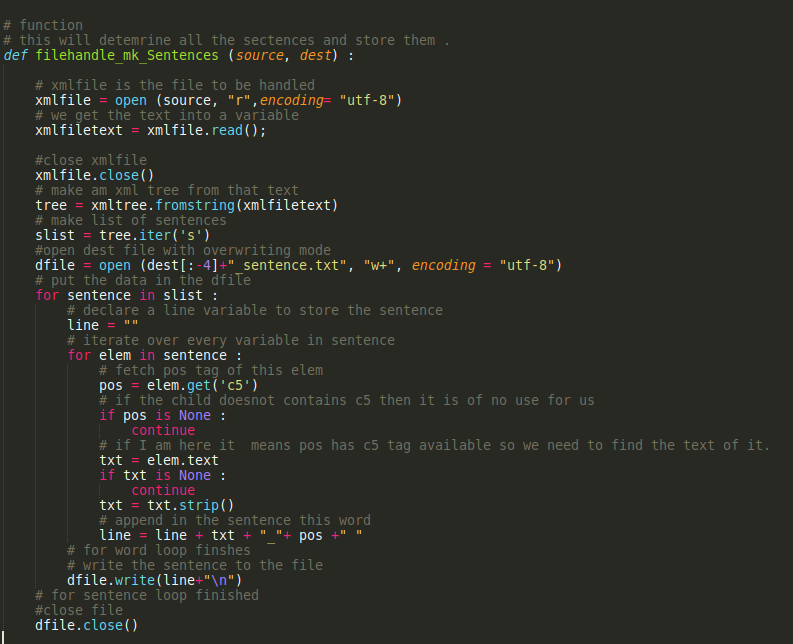 # function
# this will detemrine all the sectences and store them .
def filehandle_mk_Sentences (source, dest) :
# xmlfile is the file to be handled
xmlfile = open (source, "r",encoding= "utf-8")
# we get the text into a variable
xmlfiletext = xmlfile.read();
#close xmlfile
xmlfile.close()
# make am xml tree from that text
tree = xmltree.fromstring(xmlfiletext)
# make list of sentences
slist = tree.iter('s')
#open dest file with overwriting mode
dfile = open (dest[:-4]+"_sentence.txt", "w+", encoding = "utf-8")
# put the data in the dfile
for sentence in slist :
# declare a line variable to store the sentence
line = ""
# iterate over every variable in sentence
for elem in sentence :
# fetch pos tag of this elem
pos = elem.get('c5')
# if the child doesnot contains c5 then it is of no use for us
if pos is None :
continue
# if I am here it  means pos has c5 tag available so we need to find the text of it.
txt = elem.text
if txt is None :
continue
txt = txt.strip()
# append in the sentence this word
line = line + txt + "_"+ pos +" "
# for word loop finshes
# write the sentence to the file
dfile.write(line+"\n")
# for sentence loop finished
#close file
dfile.close()